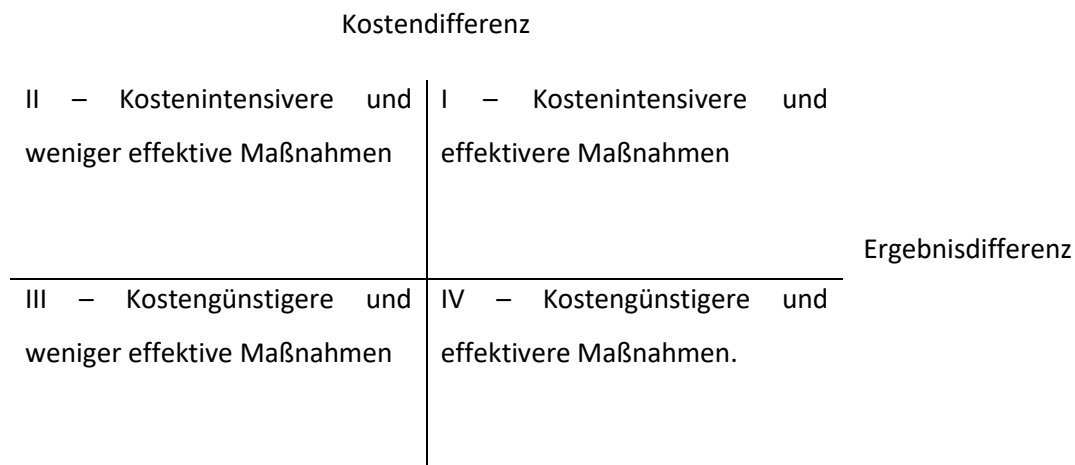 Kostendifferenz
II – Kostenintensivere und
weniger effektive Maßnahmen
I – Kostenintensivere und
effektivere Maßnahmen
Ergebnisdifferenz
III – Kostengünstigere und
weniger effektive Maßnahmen
IV – Kostengünstigere und
effektivere Maßnahmen.